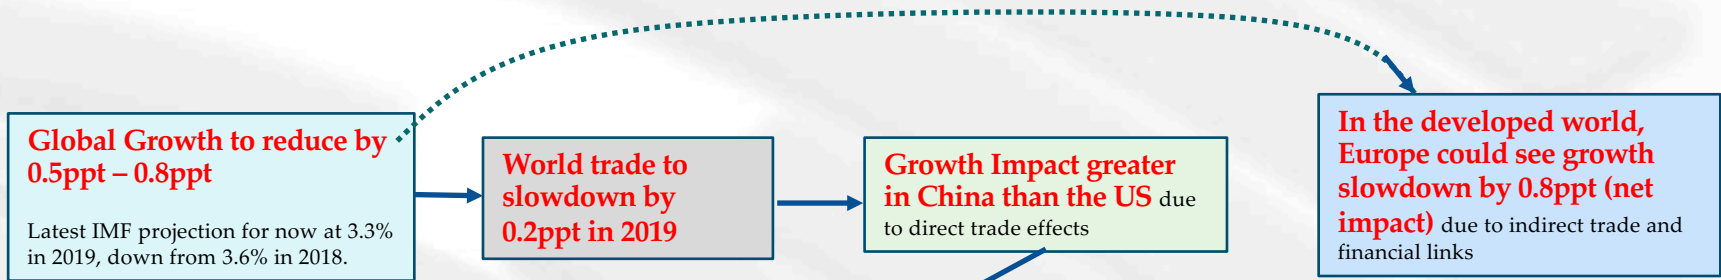 Global Growth to reduce by
0.5ppt – 0.8ppt
Latest IMF projection for now at 3.3%
in 2019, down from 3.6% in 2018.
World trade to
slowdown by
0.2ppt in 2019
Growth Impact greater
in China than the US due
to direct trade effects
In the developed world,
Europe could see growth
slowdown by 0.8ppt (net
impact) due to indirect trade and
financial links